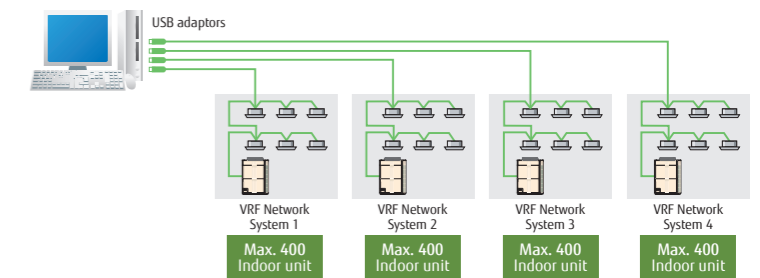 USB adaptors
VRF Network
System 1
VRF Network
System 2
VRF Network
System 3
VRF Network
System 4
Max. 400
Indoor unit
Max. 400
Indoor unit
Max. 400
Indoor unit
Max. 400
Indoor unit